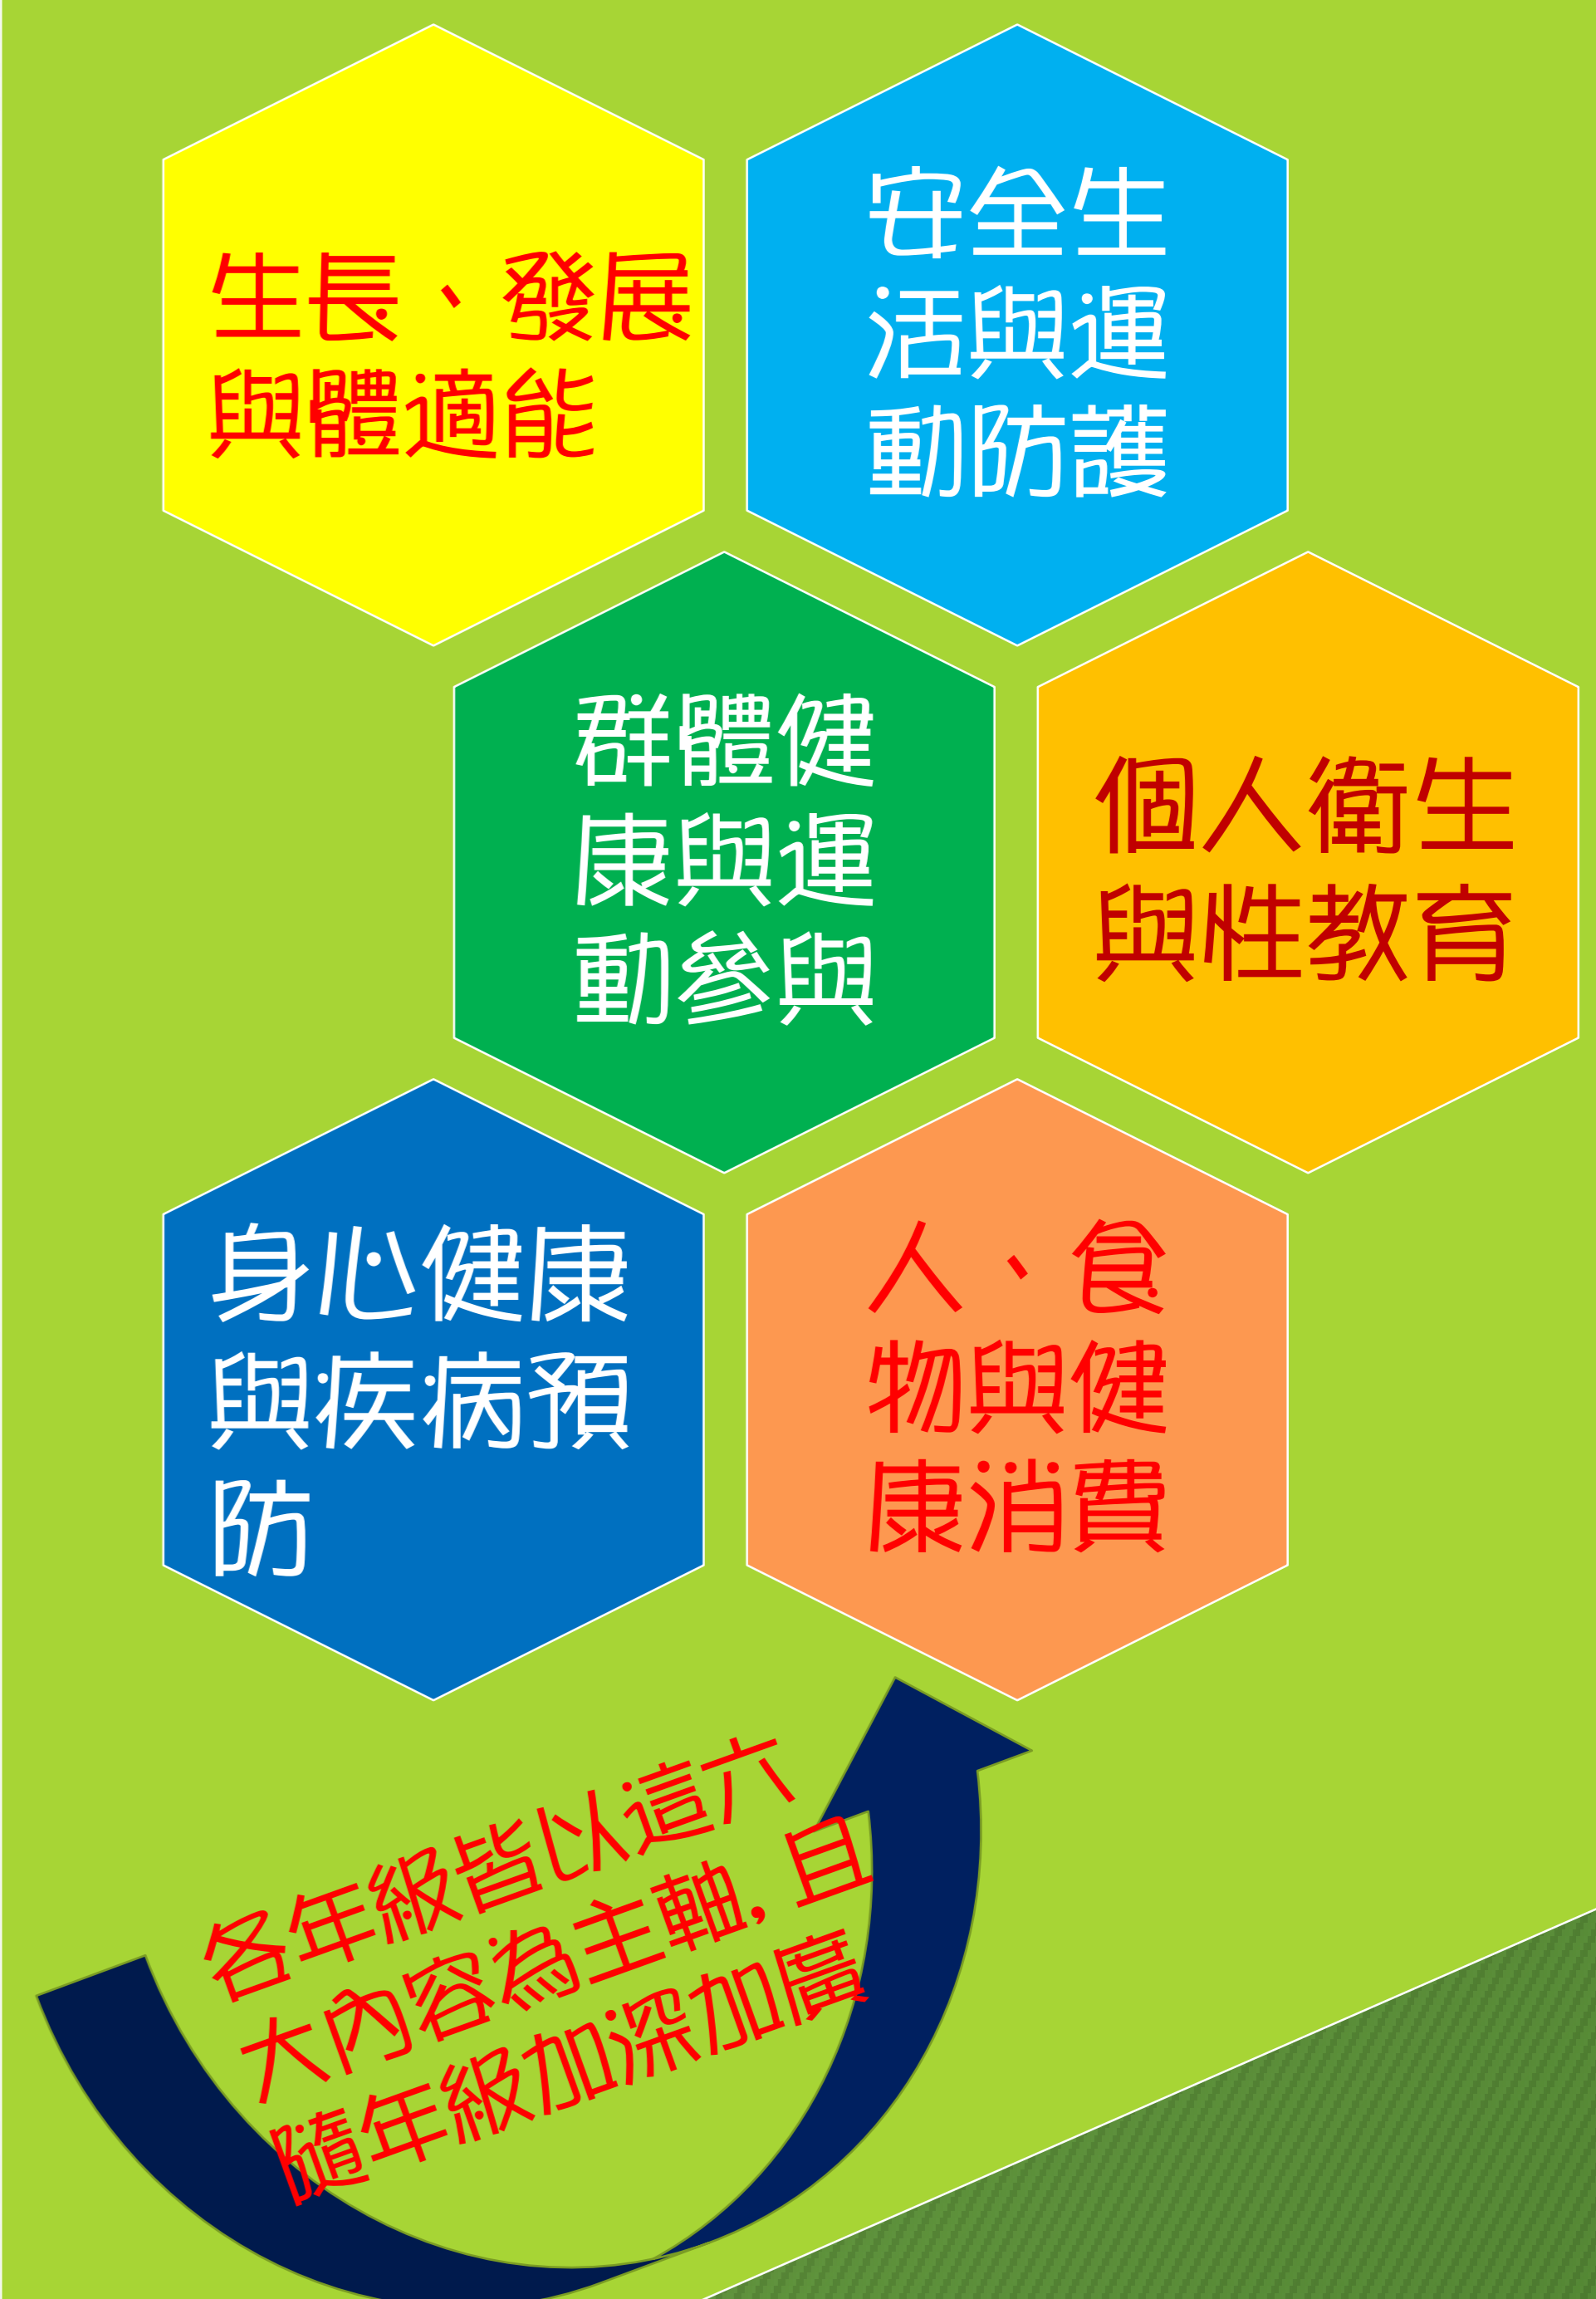 生長、發展
與體適能
安全生
活與運
動防護
群體健
康與運
動參與
個人衛生
與性教育
身心健康
與疾病預
防
人、食
物與健
康消費
各年級皆以這六
大內容為主軸,且
隨年級加深加廣